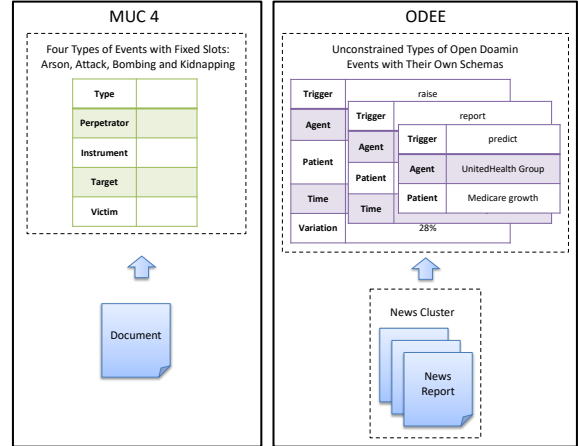 MUC 4
Four Types of Events with Fixed Slots:
Arson, Attack, Bombing and Kidnapping
Type
Perpetrator
Instrument
Target
Victim
Document
ODEE
Unconstrained Types of Open Doamin
Events with Their Own Schemas
Trigger raise
Agent
Patient
Time
Variation 28%
Trigger report
Agent
Patient
Time
Trigger predict
Agent UnitedHealth Group
Patient Medicare growth
News Cluster
News
Report